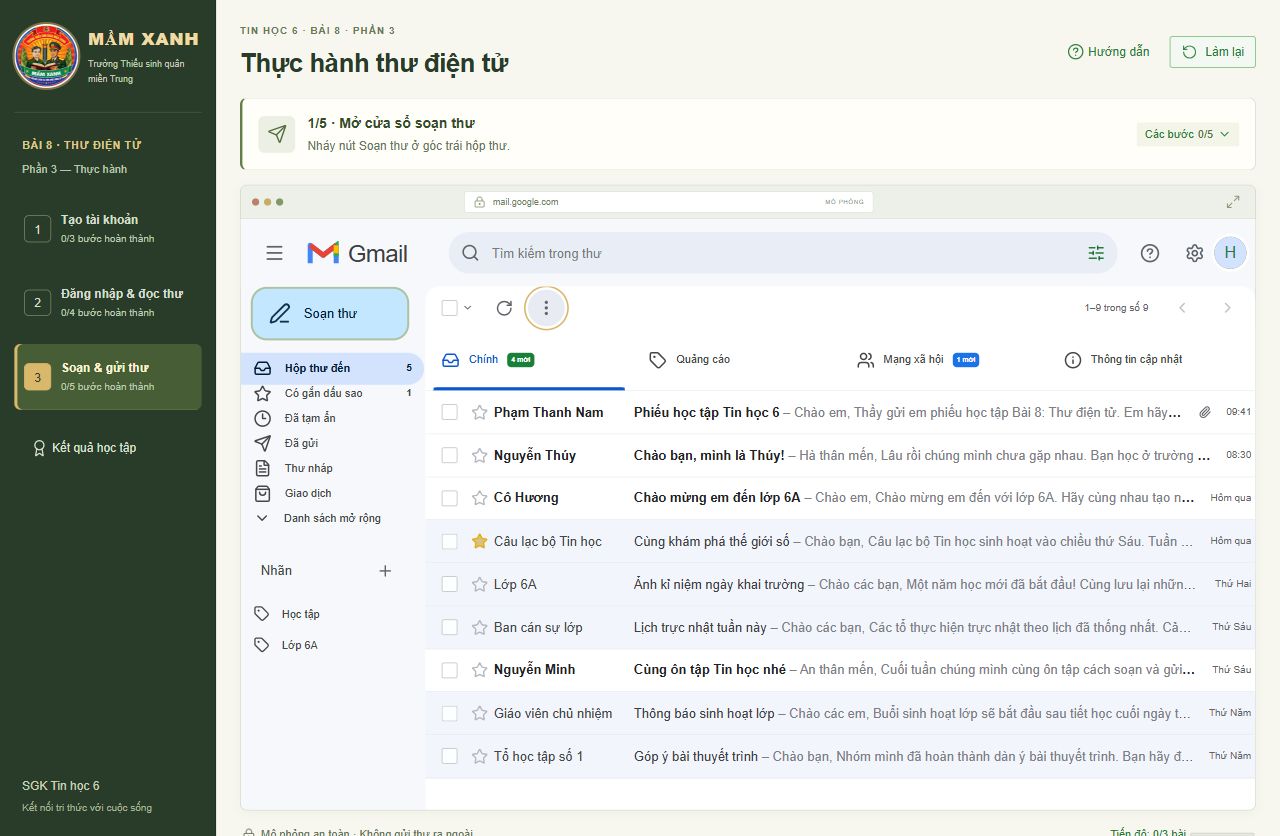 MẦM XANH
Trường Thiếu sinh quân
miền Trung
BÀI 8 · THƯ ĐIỆN TỬ
Phần 3 — Thực hành
1
Tạo tài khoản
0/3 bước hoàn thành
2
Đăng nhập & đọc thư
0/4 bước hoàn thành
3
Soạn & gửi thư
0/5 bước hoàn thành
Kết quả học tập
SGK Tin học 6
Kết nối tri thức với cuộc sống
TIN HỌC 6 · BÀI 8 · PHẦN 3
Thực hành thư điện tử
Hướng dẫn
Làm lại
1/5 · Mở cửa sổ soạn thư
Nháy nút Soạn thư ở góc trái hộp thư.
Các bước 0/5
mail.google.com
MÔ PHỎNG
Gmail
Tìm kiếm trong thư
H
Soạn thư
Hộp thư đến 5
Có gắn dấu sao 1
Đã tạm ẩn
Đã gửi
Thư nháp
Giao dịch
Danh sách mở rộng
Nhãn
Học tập
Lớp 6A
1–9 trong số 9
Chính 4 mới
Quảng cáo
Mạng xã hội 1 mới
Thông tin cập nhật
Phạm Thanh Nam Phiếu học tập Tin học 6 – Chào em, Thầy gửi em phiếu học tập Bài 8: Thư điện tử. Em hãy... 09:41
Nguyễn Thúy Chào bạn, mình là Thúy! – Hà thân mến, Lâu rồi chúng mình chưa gặp nhau. Bạn học ở trường ... 08:30
Cô Hương Chào mừng em đến lớp 6A – Chào em, Chào mừng em đến với lớp 6A. Hãy cùng nhau tạo n... Hôm qua
Câu lạc bộ Tin học Cùng khám phá thế giới số – Chào bạn, Câu lạc bộ Tin học sinh hoạt vào chiều thứ Sáu. Tuần ... Hôm qua
Lớp 6A Ảnh kỉ niệm ngày khai trường – Chào các bạn, Một năm học mới đã bắt đầu! Cùng lưu lại nhữn... Thứ Hai
Ban cán sự lớp Lịch trực nhật tuần này – Chào các bạn, Các tổ thực hiện trực nhật theo lịch đã thống nhất. Cả... Thứ Sáu
Nguyễn Minh Cùng ôn tập Tin học nhé – An thân mến, Cuối tuần chúng mình cùng ôn tập cách soạn và gửi... Thứ Sáu
Giáo viên chủ nhiệm Thông báo sinh hoạt lớp – Chào các em, Buổi sinh hoạt lớp sẽ bắt đầu sau tiết học cuối ngày t... Thứ Năm
Tổ học tập số 1 Góp ý bài thuyết trình – Chào bạn, Nhóm mình đã hoàn thành dàn ý bài thuyết trình. Bạn hãy đ... Thứ Năm
Mô phỏng an toàn · Không gửi thư ra ngoài
Tiến độ: 0/3 bài